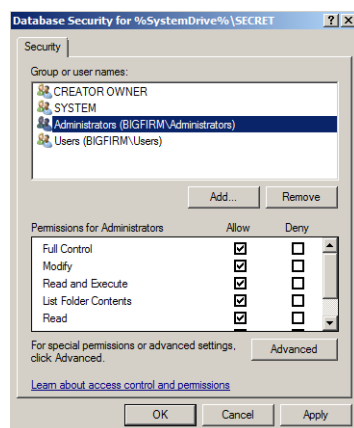 Database Security for %SystemDrive%\SECRET
Security
Group or user names:
CREATOR OWNER
SYSTEM
Administrators (BIGFIRM\Administrators)
Users (BIGFIRM\Users)
Add... Remove
Permissions for Administrators Allow Deny
Full Control
Modify
Read and Execute
List Folder Contents
Read
For special permissions or advanced settings,
click Advanced. Advanced
Learn about access control and permissions
OK Cancel Apply